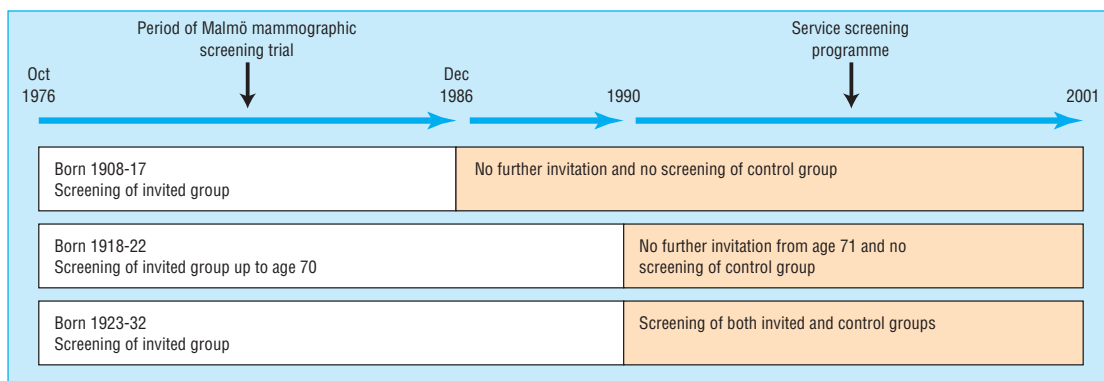 Period of Malmö mammographic
screening trial
Service screening
programme
Oct
1976
Dec
1986
1990
2001
Born 1908-17
Screening of invited group
No further invitation and no screening of control group
Born 1918-22
Screening of invited group up to age 70
No further invitation from age 71 and no
screening of control group
Born 1923-32
Screening of invited group
Screening of both invited and control groups